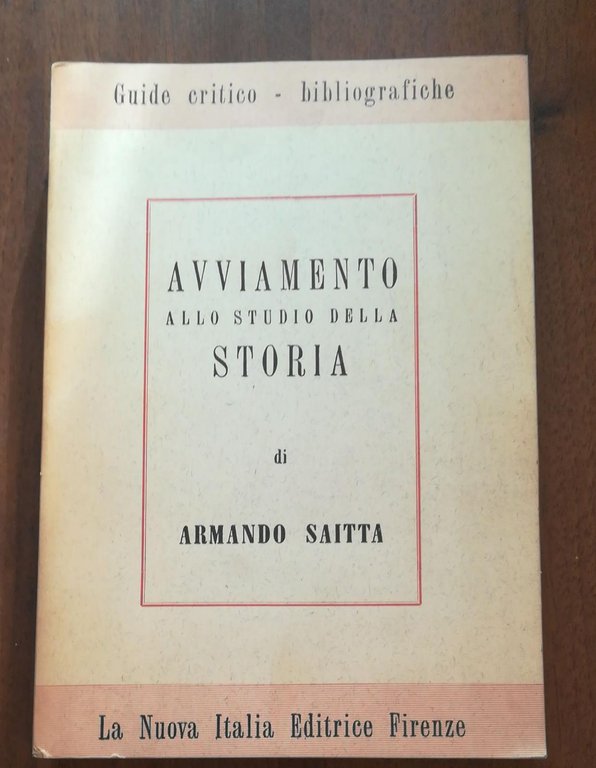 Guide critico - bibliografiche
AVVIAMENTO
ALLO STUDIO DELLA
STORIA
di
ARMANDO SAITTA
La Nuova Italia Editrice Firenze